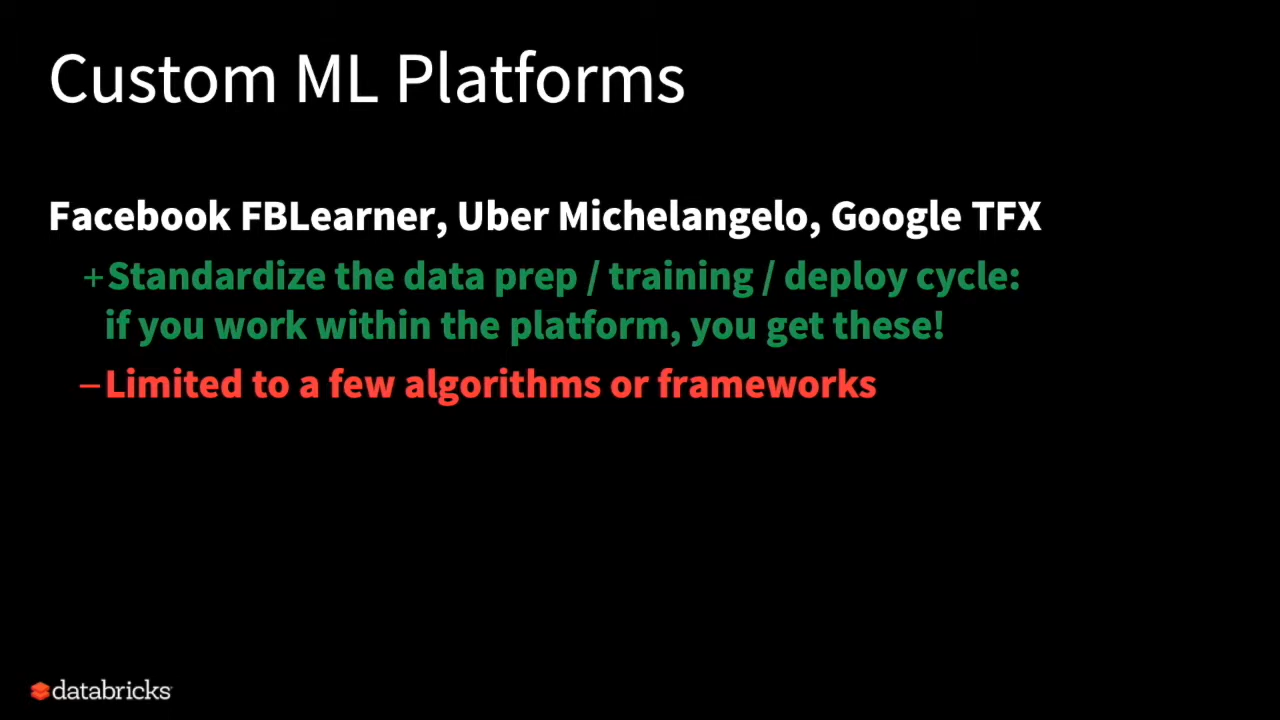 Custom ML Platforms
Facebook FBLearner, Uber Michelangelo, Google TFX
+Standardize the data prep / training / deploy cycle:
if you work within the platform, you get these!
–Limited to a few algorithms or frameworks
databricks